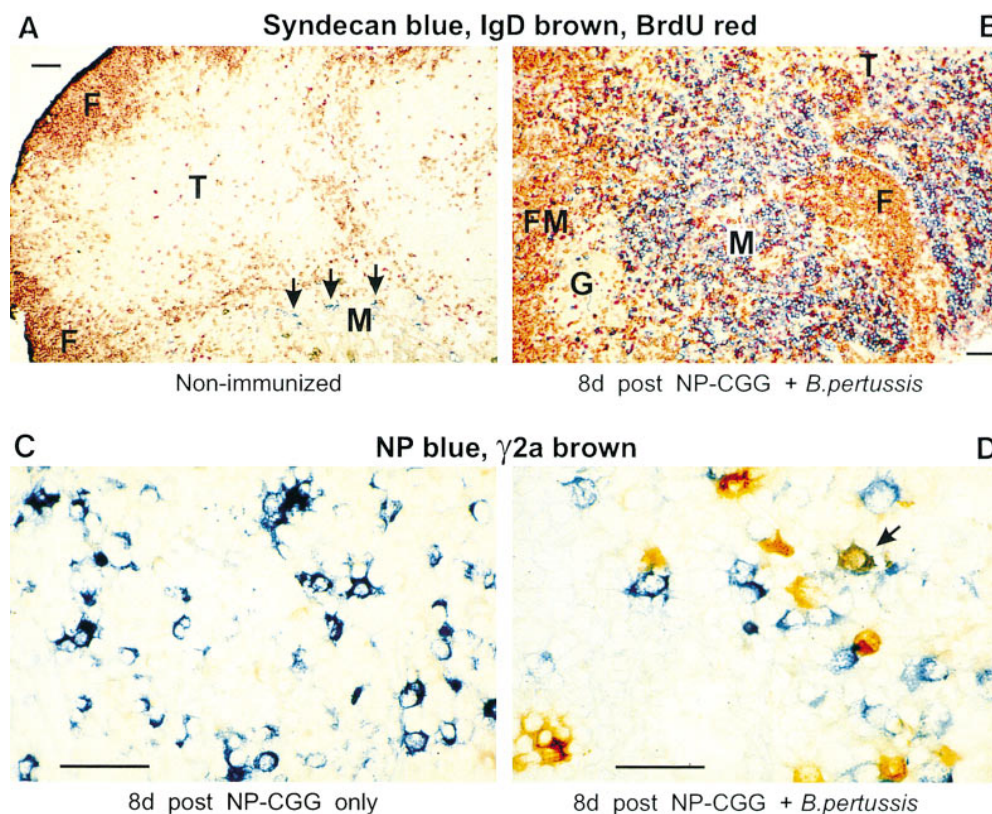 A Syndecan blue, IgD brown, BrdU red B
F
T
F
M
T
F
FM
M
G
Non-immunized
8d post NP-CGG + B.pertussis
C NP blue, γ2a brown D
8d post NP-CGG only
8d post NP-CGG + B.pertussis